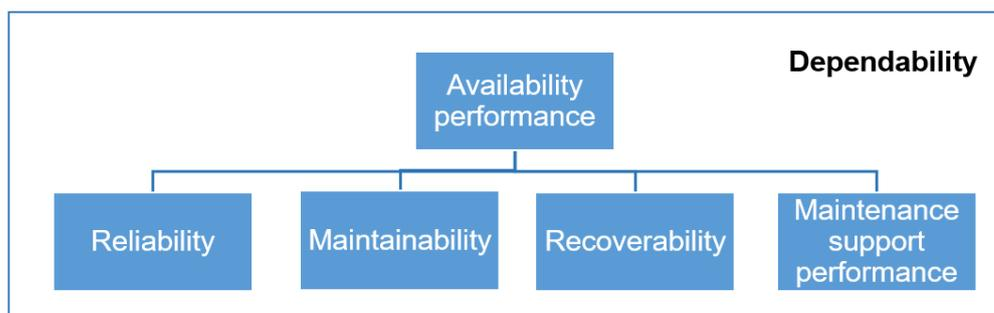 Dependability
Availability
performance
Reliability
Maintainability
Recoverability
Maintenance
support
performance